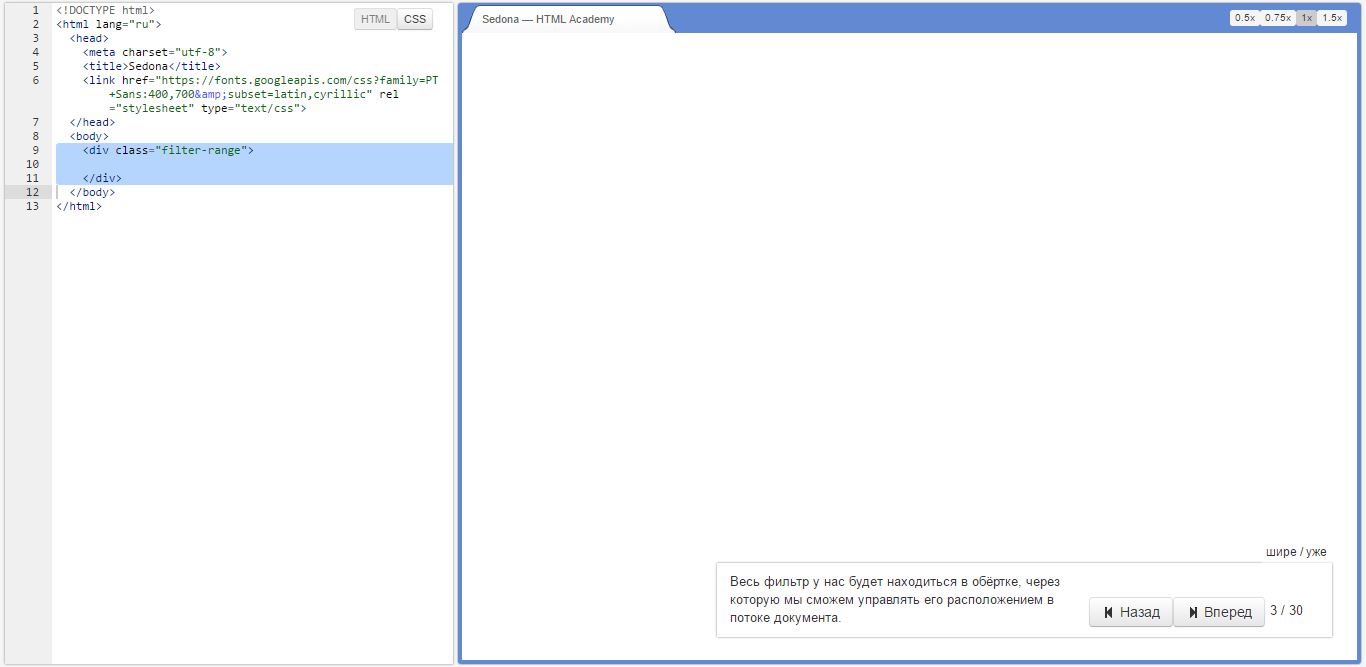 1 <!DOCTYPE html>
2 <html lang="ru">
3 <head>
4 <meta charset="utf-8">
5 <title>Sedona</title>
6 <link href="https://fonts.googleapis.com/css?family=PT
+Sans:400,700&amp;subset=latin,cyrillic" rel
="stylesheet" type="text/css">
7 </head>
8 <body>
9 <div class="filter-range">
10
11 </div>
12 </body>
13 </html>
HTML CSS
Sedona — HTML Academy
0.5x 0.75x 1x 1.5x
шире / уже
Весь фильтр у нас будет находиться в обёртке, через
которую мы сможем управлять его расположением в
потоке документа.
Назад Вперед 3 / 30